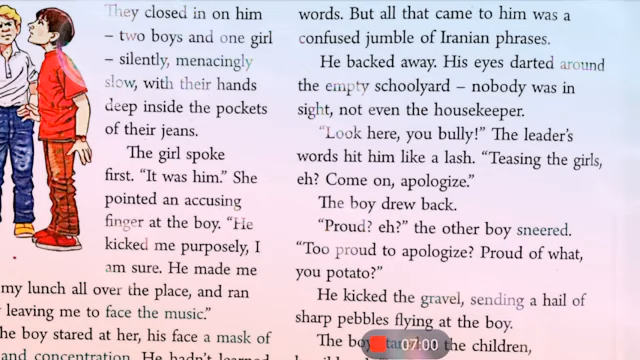 They closed in on him
– two boys and one girl
– silently, menacingly
slow, with their hands
deep inside the pockets
of their jeans.
The girl spoke
first. “It was him.” She
pointed an accusing
finger at the boy. “He
kicked me purposely, I
am sure. He made me
my lunch all over the place, and ran
leaving me to face the music.”
he boy stared at her, his face a mask of
and concentration. He hadn't learned
words. But all that came to him was a
confused jumble of Iranian phrases.
He backed away. His eyes darted around
the empty schoolyard – nobody was in
sight, not even the housekeeper.
“Look here, you bully!” The leader's
words hit him like a lash. “Teasing the girls,
eh? Come on, apologize.”
The boy drew back.
“Proud? eh?” the other boy sneered.
“Too proud to apologize? Proud of what,
you potato?”
He kicked the gravel, sending a hail of
sharp pebbles flying at the boy.
The boy the children,
07:00